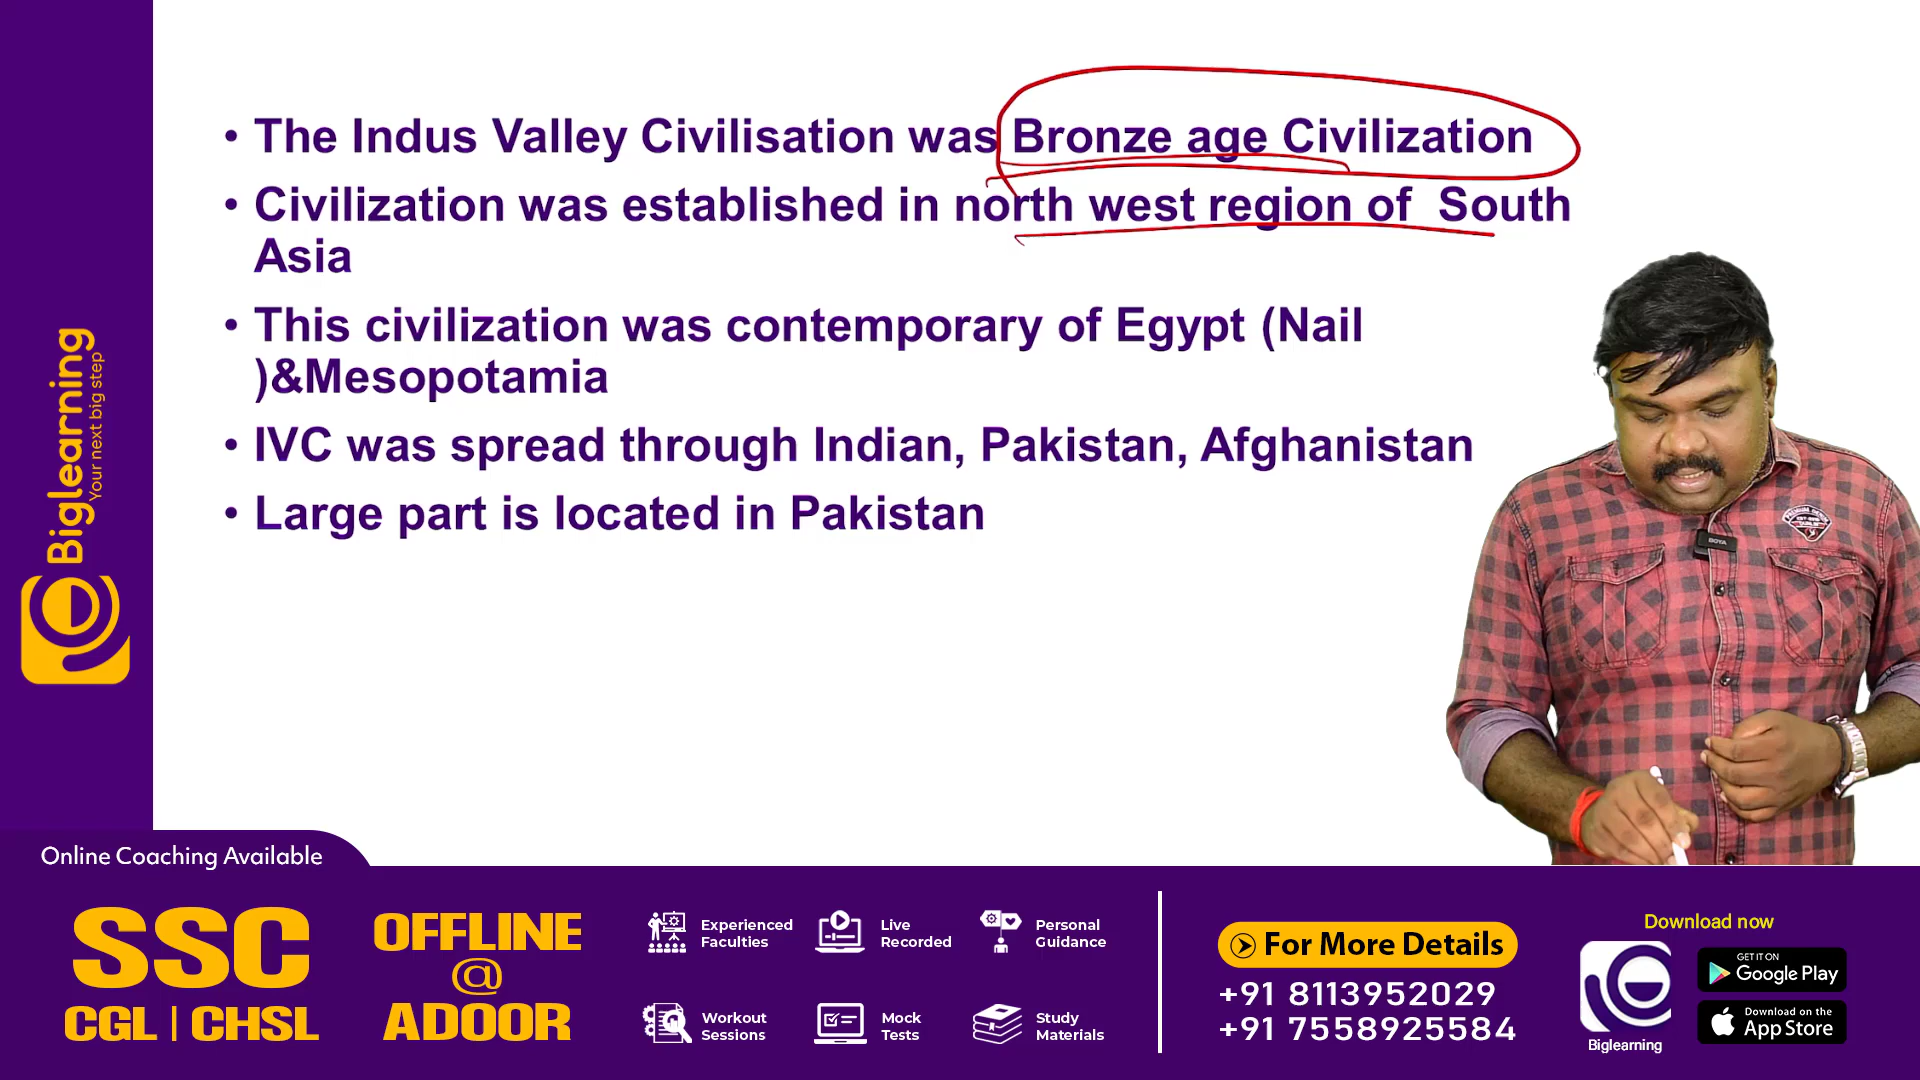 • The Indus Valley Civilisation was Bronze age Civilization
• Civilization was established in north west region of South
Asia
• This civilization was contemporary of Egypt (Nail
)&Mesopotamia
• IVC was spread through Indian, Pakistan, Afghanistan
• Large part is located in Pakistan
Biglearning
Your next big step
BOYA
Online Coaching Available
SSC
CGL | CHSL
OFFLINE
@
ADOOR
Experienced
Faculties
Live
Recorded
Personal
Guidance
Workout
Sessions
Mock
Tests
Study
Materials
For More Details
+91 8113952029
+91 7558925584
Download now
Biglearning
GET IT ON
Google Play
Download on the
App Store